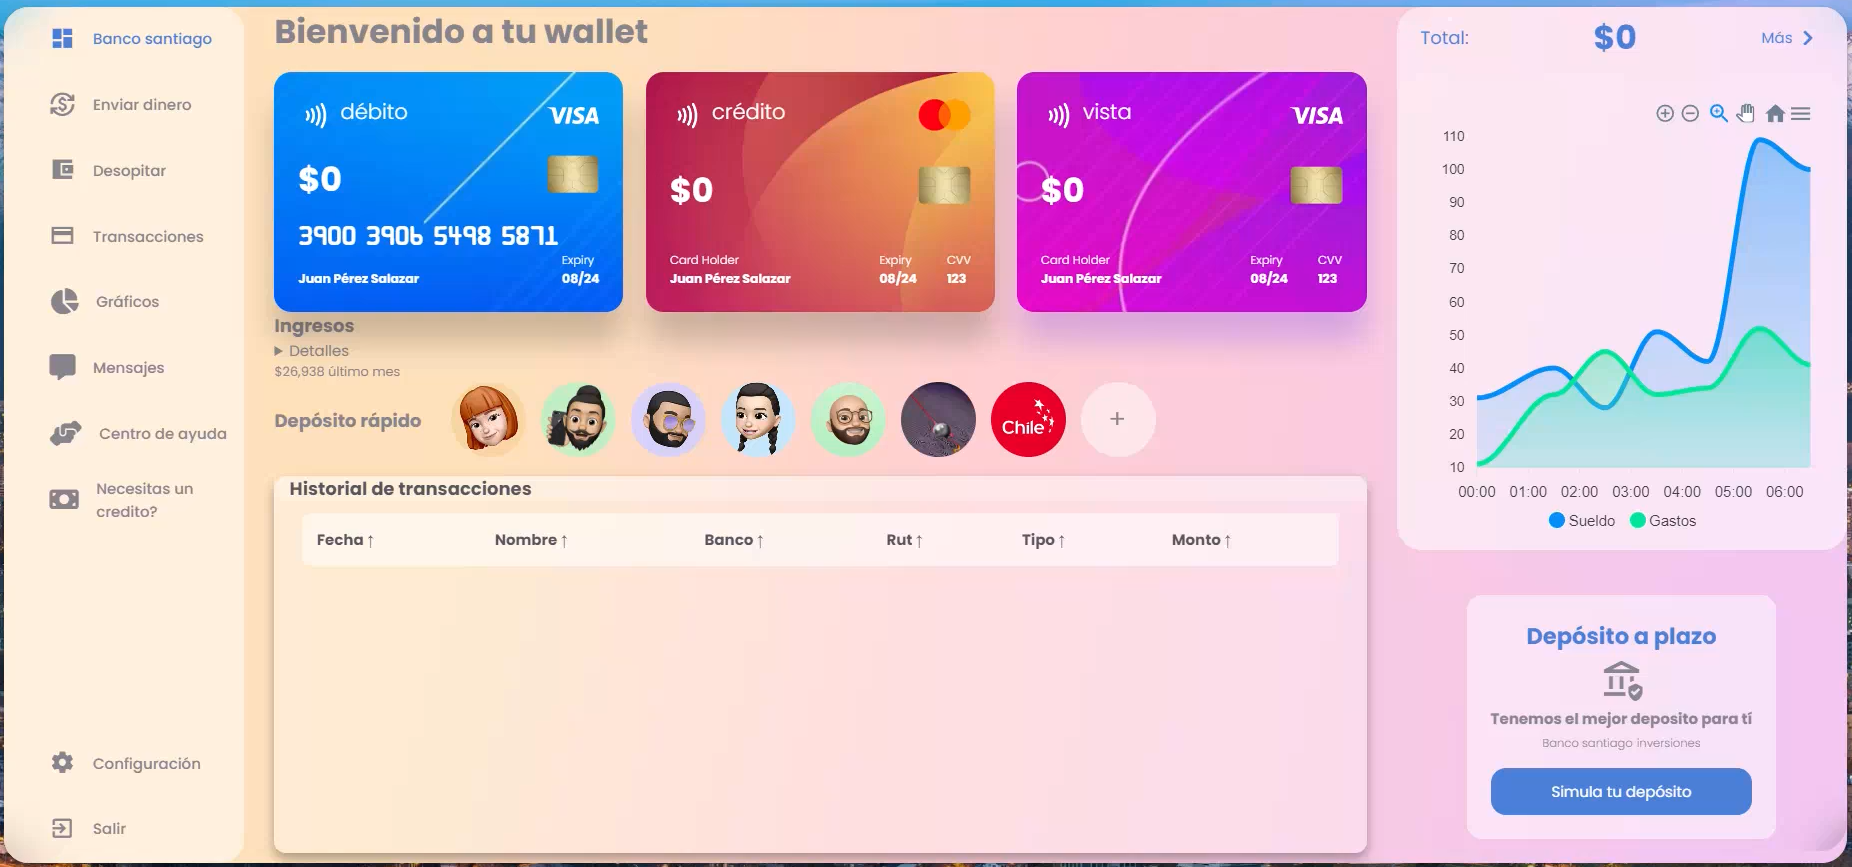 Banco santiago
Enviar dinero
Desopitar
Transacciones
Gráficos
Mensajes
Centro de ayuda
Necesitas un
credito?
Configuración
Salir
Bienvenido a tu wallet
débito
VISA
$0
3900 3906 5498 5871
Expiry
Juan Pérez Salazar
08/24
crédito
$0
Card Holder
Expiry
CVV
Juan Pérez Salazar
08/24
123
vista
VISA
$0
Card Holder
Expiry
CVV
Juan Pérez Salazar
08/24
123
Ingresos
Detalles
$26,938 último mes
Depósito rápido
Chile
+
Historial de transacciones
Fecha ↑ Nombre ↑ Banco ↑ Rut ↑ Tipo ↑ Monto ↑
Total: $0 Más
110
100
90
80
70
60
50
40
30
20
10
00:00 01:00 02:00 03:00 04:00 05:00 06:00
Sueldo Gastos
Depósito a plazo
Tenemos el mejor deposito para tí
Banco santiago inversiones
Simula tu depósito